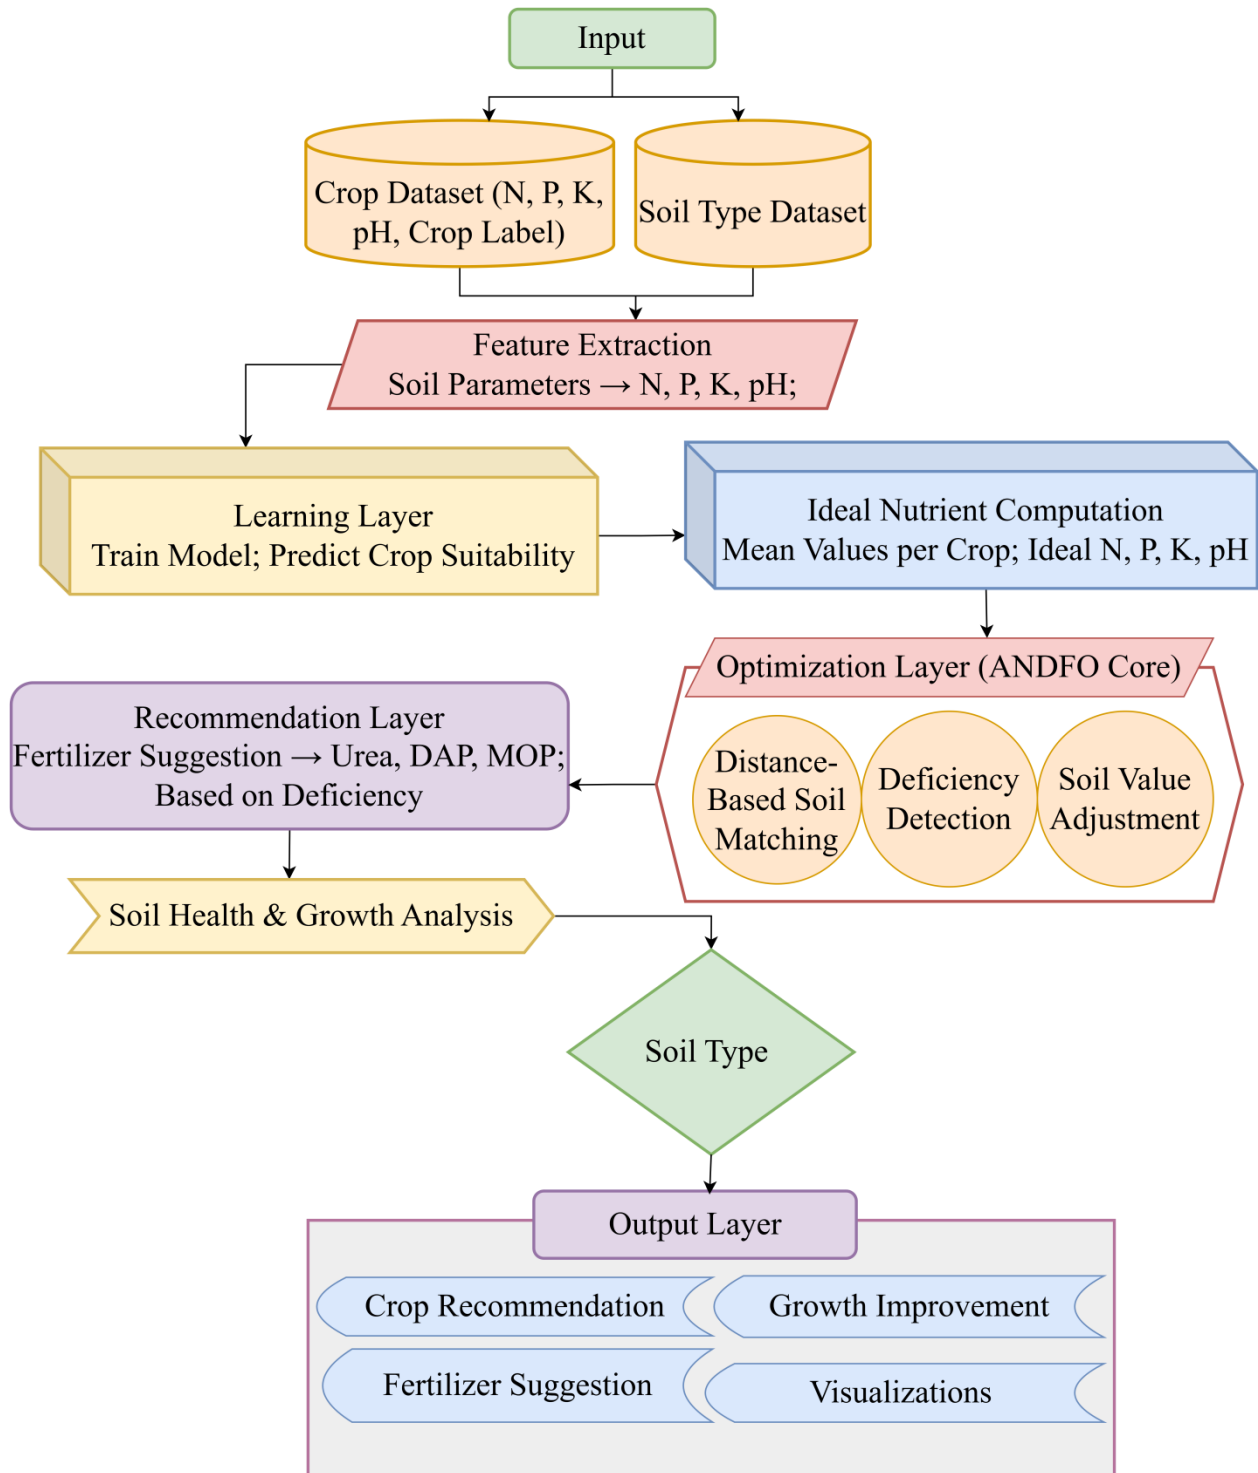 Input
Crop Dataset (N, P, K,
pH, Crop Label)
Soil Type Dataset
Feature Extraction
Soil Parameters → N, P, K, pH;
Learning Layer
Train Model; Predict Crop Suitability
Ideal Nutrient Computation
Mean Values per Crop; Ideal N, P, K, pH
Optimization Layer (ANDFO Core)
Distance-
Based Soil
Matching
Deficiency
Detection
Soil Value
Adjustment
Recommendation Layer
Fertilizer Suggestion → Urea, DAP, MOP;
Based on Deficiency
Soil Health & Growth Analysis
Soil Type
Output Layer
Crop Recommendation
Growth Improvement
Fertilizer Suggestion
Visualizations